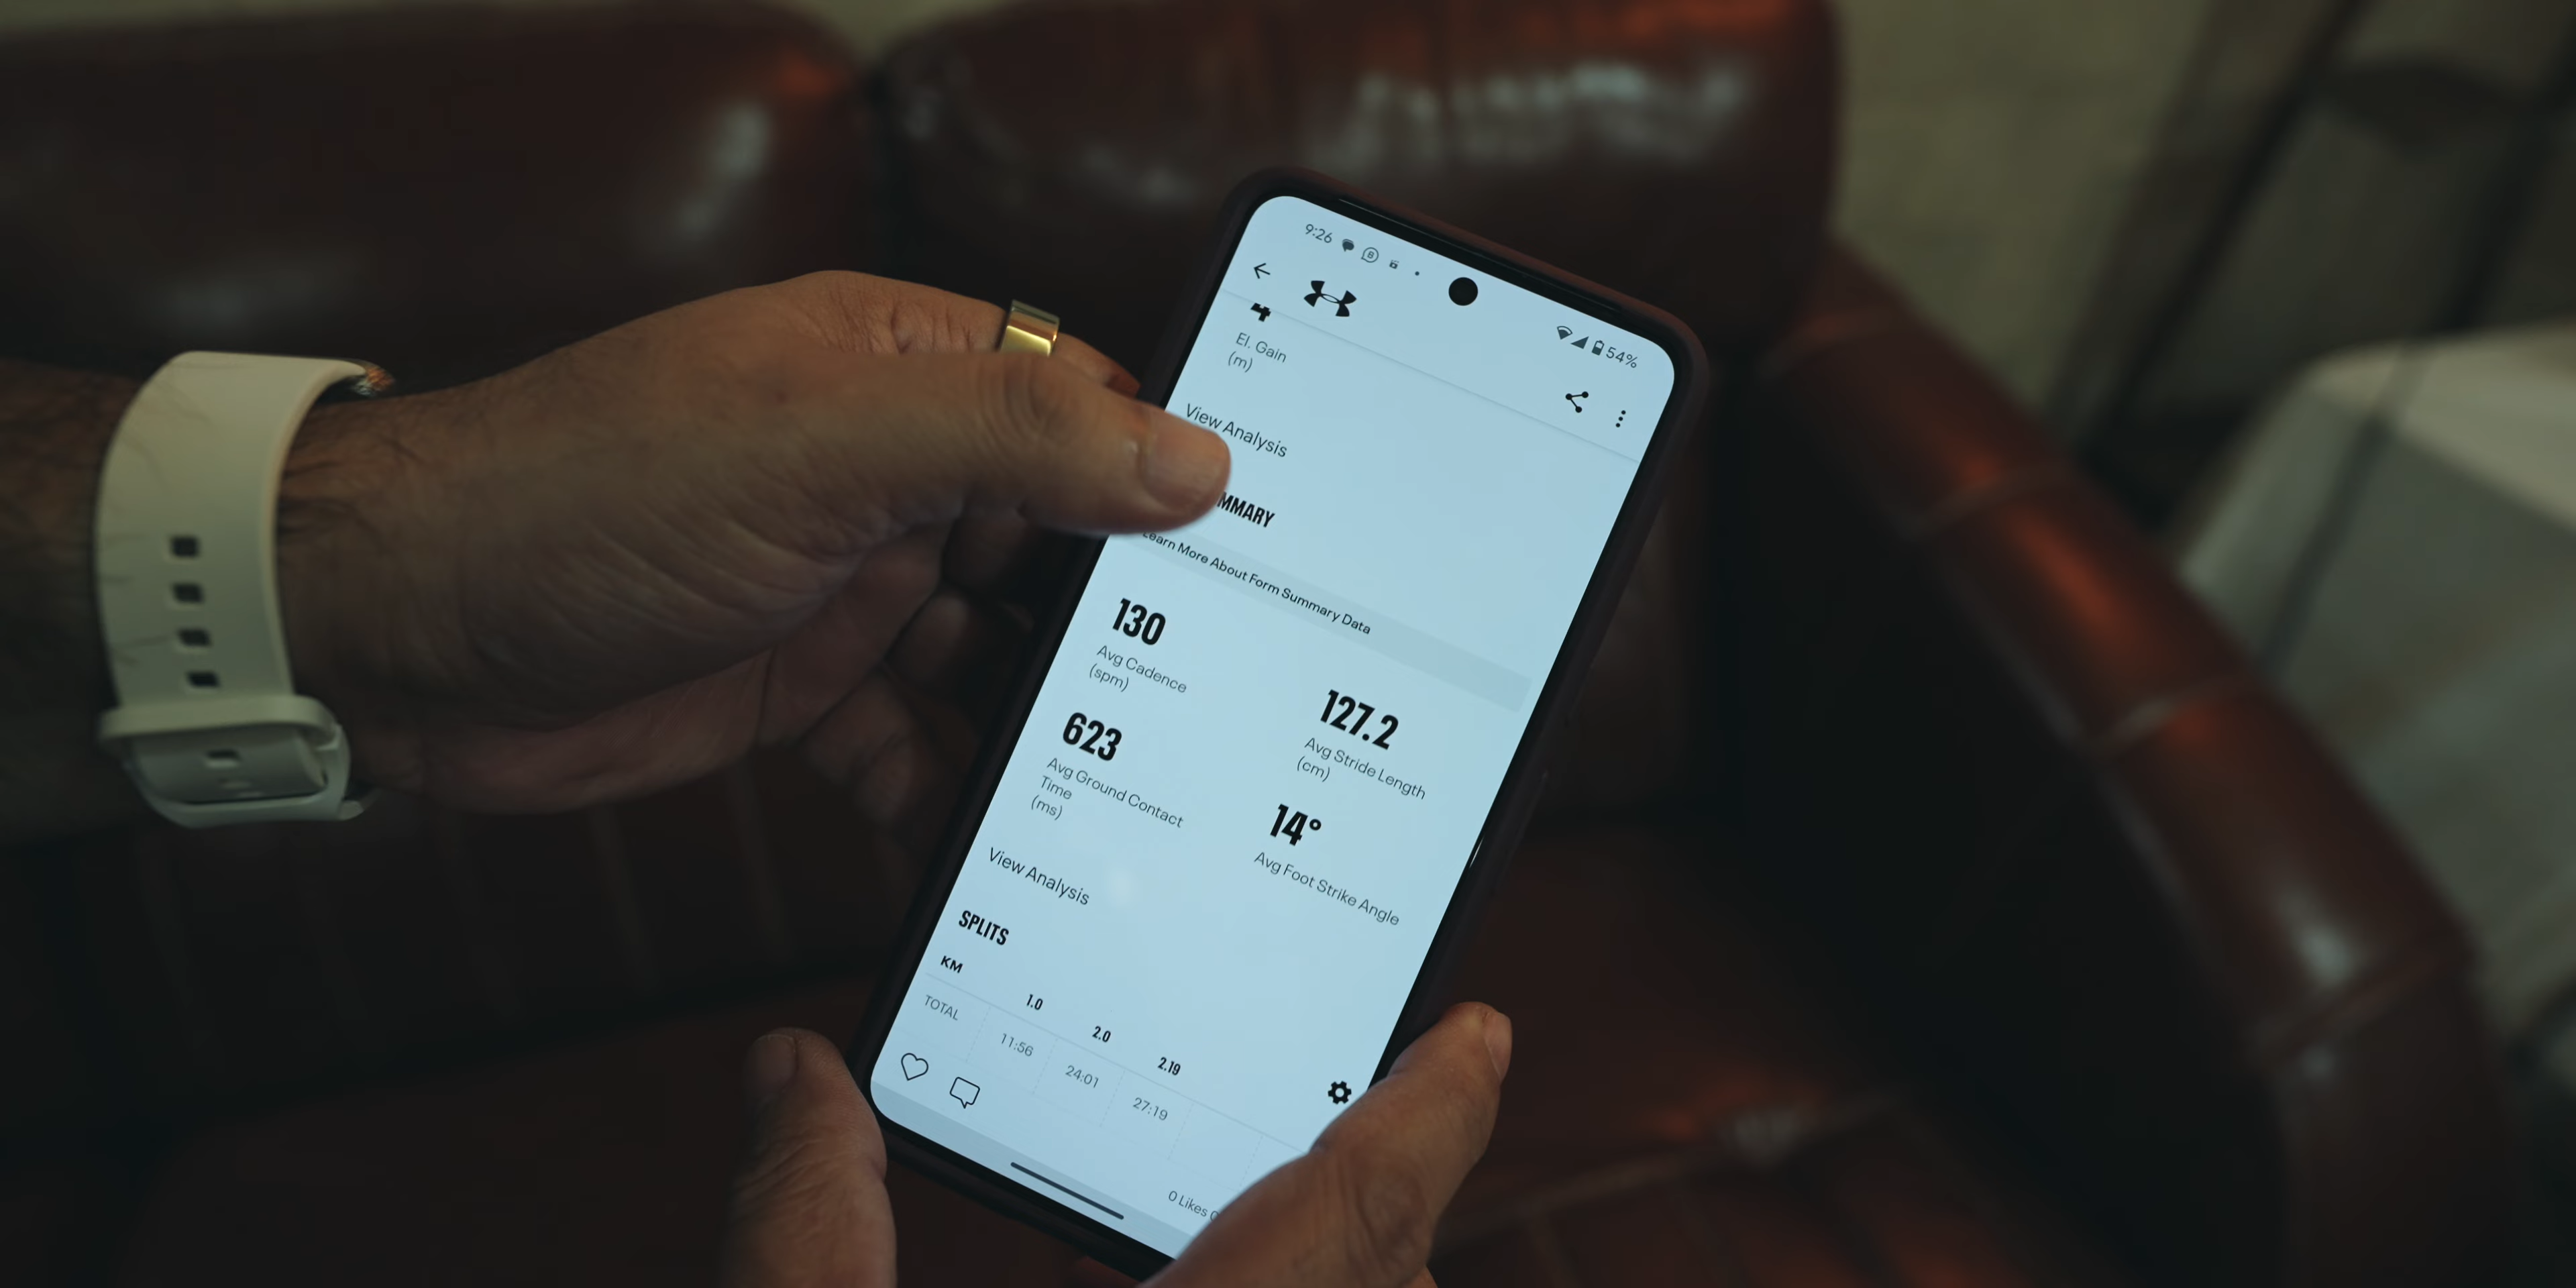 9:26
54%
4
El. Gain
(m)
View Analysis
MMARY
Learn More About Form Summary Data
130
Avg Cadence
(spm)
127.2
Avg Stride Length
(cm)
623
Avg Ground Contact
Time
(ms)
14°
Avg Foot Strike Angle
View Analysis
SPLITS
KM
1.0
2.0
2.19
TOTAL
11:56
24:01
27:19
0 Likes